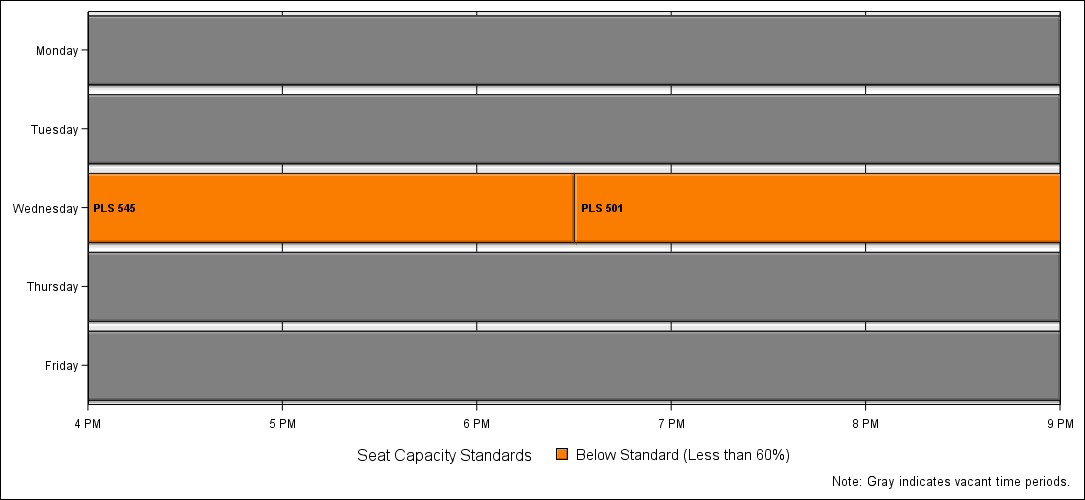 Monday
Tuesday
Wednesday
PLS 545
PLS 501
Thursday
Friday
4 PM
5 PM
6 PM
7 PM
8 PM
9 PM
Seat Capacity Standards
Below Standard (Less than 60%)
Note: Gray indicates vacant time periods.